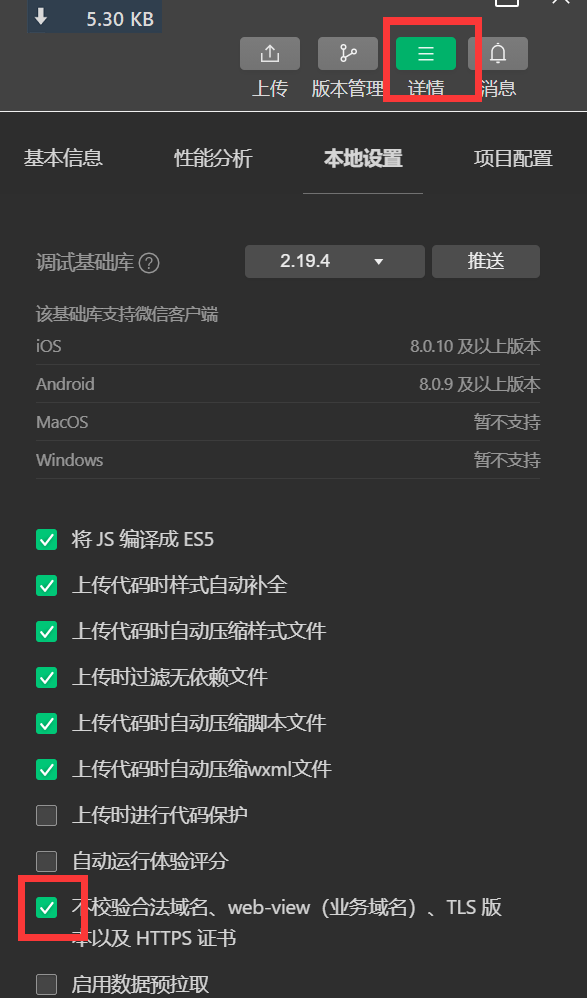 5.30 KB
上传 版本管理 详情 消息
基本信息 性能分析 本地设置 项目配置
调试基础库 ? 2.19.4 推送
该基础库支持微信客户端
iOS 8.0.10 及以上版本
Android 8.0.9 及以上版本
MacOS 暂不支持
Windows 暂不支持
将 JS 编译成 ES5
上传代码时样式自动补全
上传代码时自动压缩样式文件
上传时过滤无依赖文件
上传代码时自动压缩脚本文件
上传代码时自动压缩wxml文件
上传时进行代码保护
自动运行体验评分
不校验合法域名、web-view（业务域名）、TLS 版
本以及 HTTPS 证书
启用数据预拉取